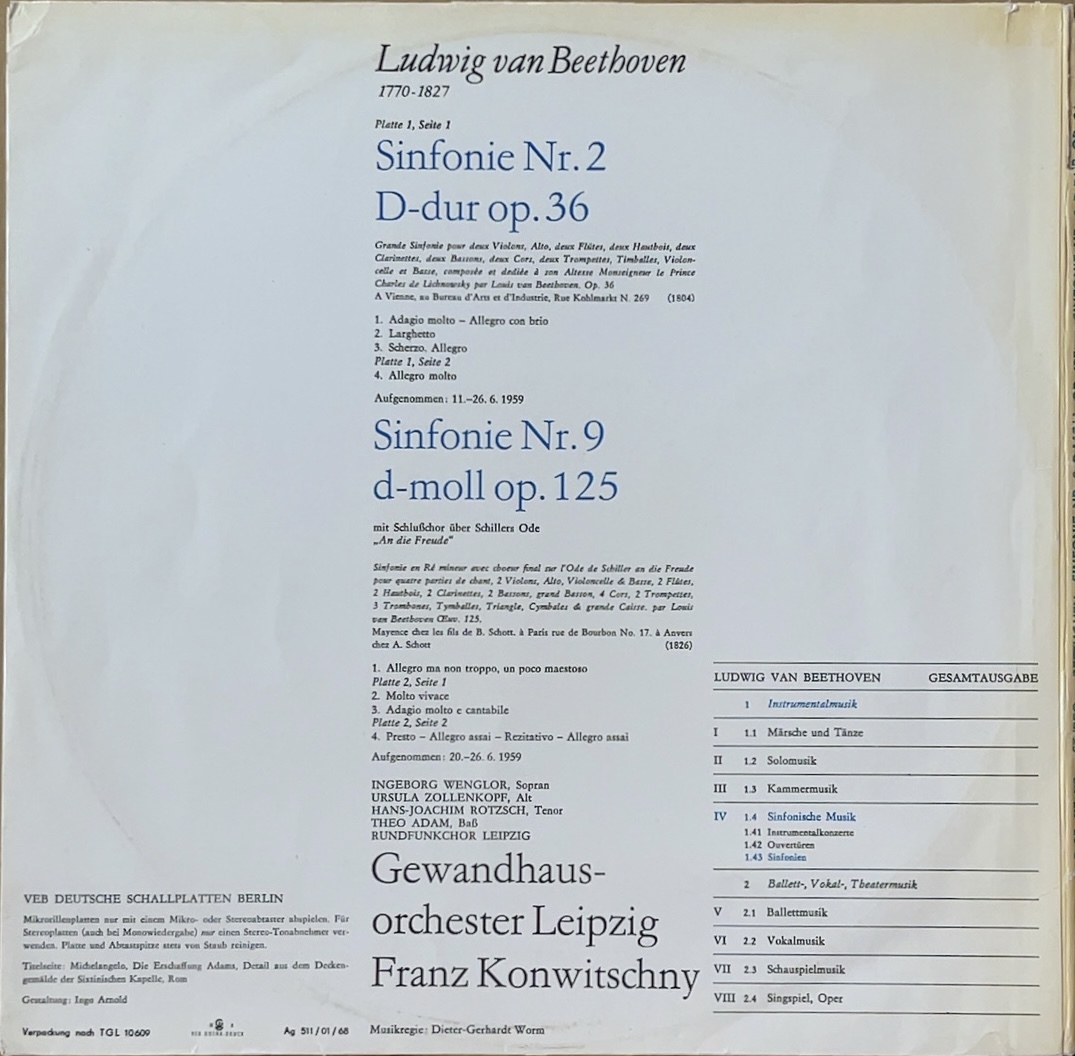 Ludwig van Beethoven
1770-1827
Platte 1, Seite 1
Sinfonie Nr. 2
D-dur op. 36
Grande Sinfonie pour deux Violons, Alto, deux Flûtes, deux Hautbois, deux
Clarinettes, deux Bassons, deux Cors, deux Trompettes, Timballes, Violon-
celle et Basse, composée et dediée à son Altesse Monseigneur le Prince
Charles de Lichnowsky par Louis van Beethoven. Op. 36
A Vienne, au Bureau d'Arts et d'Industrie, Rue Kohlmarkt N. 269 (1804)
1. Adagio molto – Allegro con brio
2. Larghetto
3. Scherzo. Allegro
Platte 1, Seite 2
4. Allegro molto
Aufgenommen: 11.–26. 6. 1959
Sinfonie Nr. 9
d-moll op. 125
mit Schlußchor über Schillers Ode
„An die Freude“
Sinfonie en Ré mineur avec choeur final sur l'Ode de Schiller an die Freude
pour quatre parties de chant, 2 Violons, Alto, Violoncelle & Basse, 2 Flûtes,
2 Hautbois, 2 Clarinettes, 2 Bassons, grand Basson, 4 Cors, 2 Trompettes,
3 Trombones, Tymballes, Triangle, Cymbales & grande Caisse. par Louis
van Beethoven Œuv. 125.
Mayence chez les fils de B. Schott. à Paris rue de Bourbon No. 17. à Anvers
chez A. Schott (1826)
1. Allegro ma non troppo, un poco maestoso
Platte 2, Seite 1
2. Molto vivace
3. Adagio molto e cantabile
Platte 2, Seite 2
4. Presto – Allegro assai – Rezitativo – Allegro assai
Aufgenommen: 20.–26. 6. 1959
INGEBORG WENGLOR, Sopran
URSULA ZOLLENKOPF, Alt
HANS-JOACHIM ROTZSCH, Tenor
THEO ADAM, Baß
RUNDFUNKCHOR LEIPZIG
Gewandhaus-
orchester Leipzig
Franz Konwitschny
Musikregie: Dieter-Gerhardt Worm
VEB DEUTSCHE SCHALLPLATTEN BERLIN
Mikrorillenplatten nur mit einem Mikro- oder Stereoabtaster abspielen. Für
Stereoplatten (auch bei Monowiedergabe) nur einen Stereo-Tonabnehmer ver-
wenden. Platte und Abtastspitze stets von Staub reinigen.
Titelseite: Michelangelo, Die Erschaffung Adams, Detail aus dem Decken-
gemälde der Sixtinischen Kapelle, Rom
Gestaltung: Ingo Arnold
Verpackung nach TGL 10609
Ag 511/01/68
LUDWIG VAN BEETHOVEN GESAMTAUSGABE
1 Instrumentalmusik
I 1.1 Märsche und Tänze
II 1.2 Solomusik
III 1.3 Kammermusik
IV 1.4 Sinfonische Musik
1.41 Instrumentalkonzerte
1.42 Ouvertüren
1.43 Sinfonien
2 Ballett-, Vokal-, Theatermusik
V 2.1 Ballettmusik
VI 2.2 Vokalmusik
VII 2.3 Schauspielmusik
VIII 2.4 Singspiel, Oper